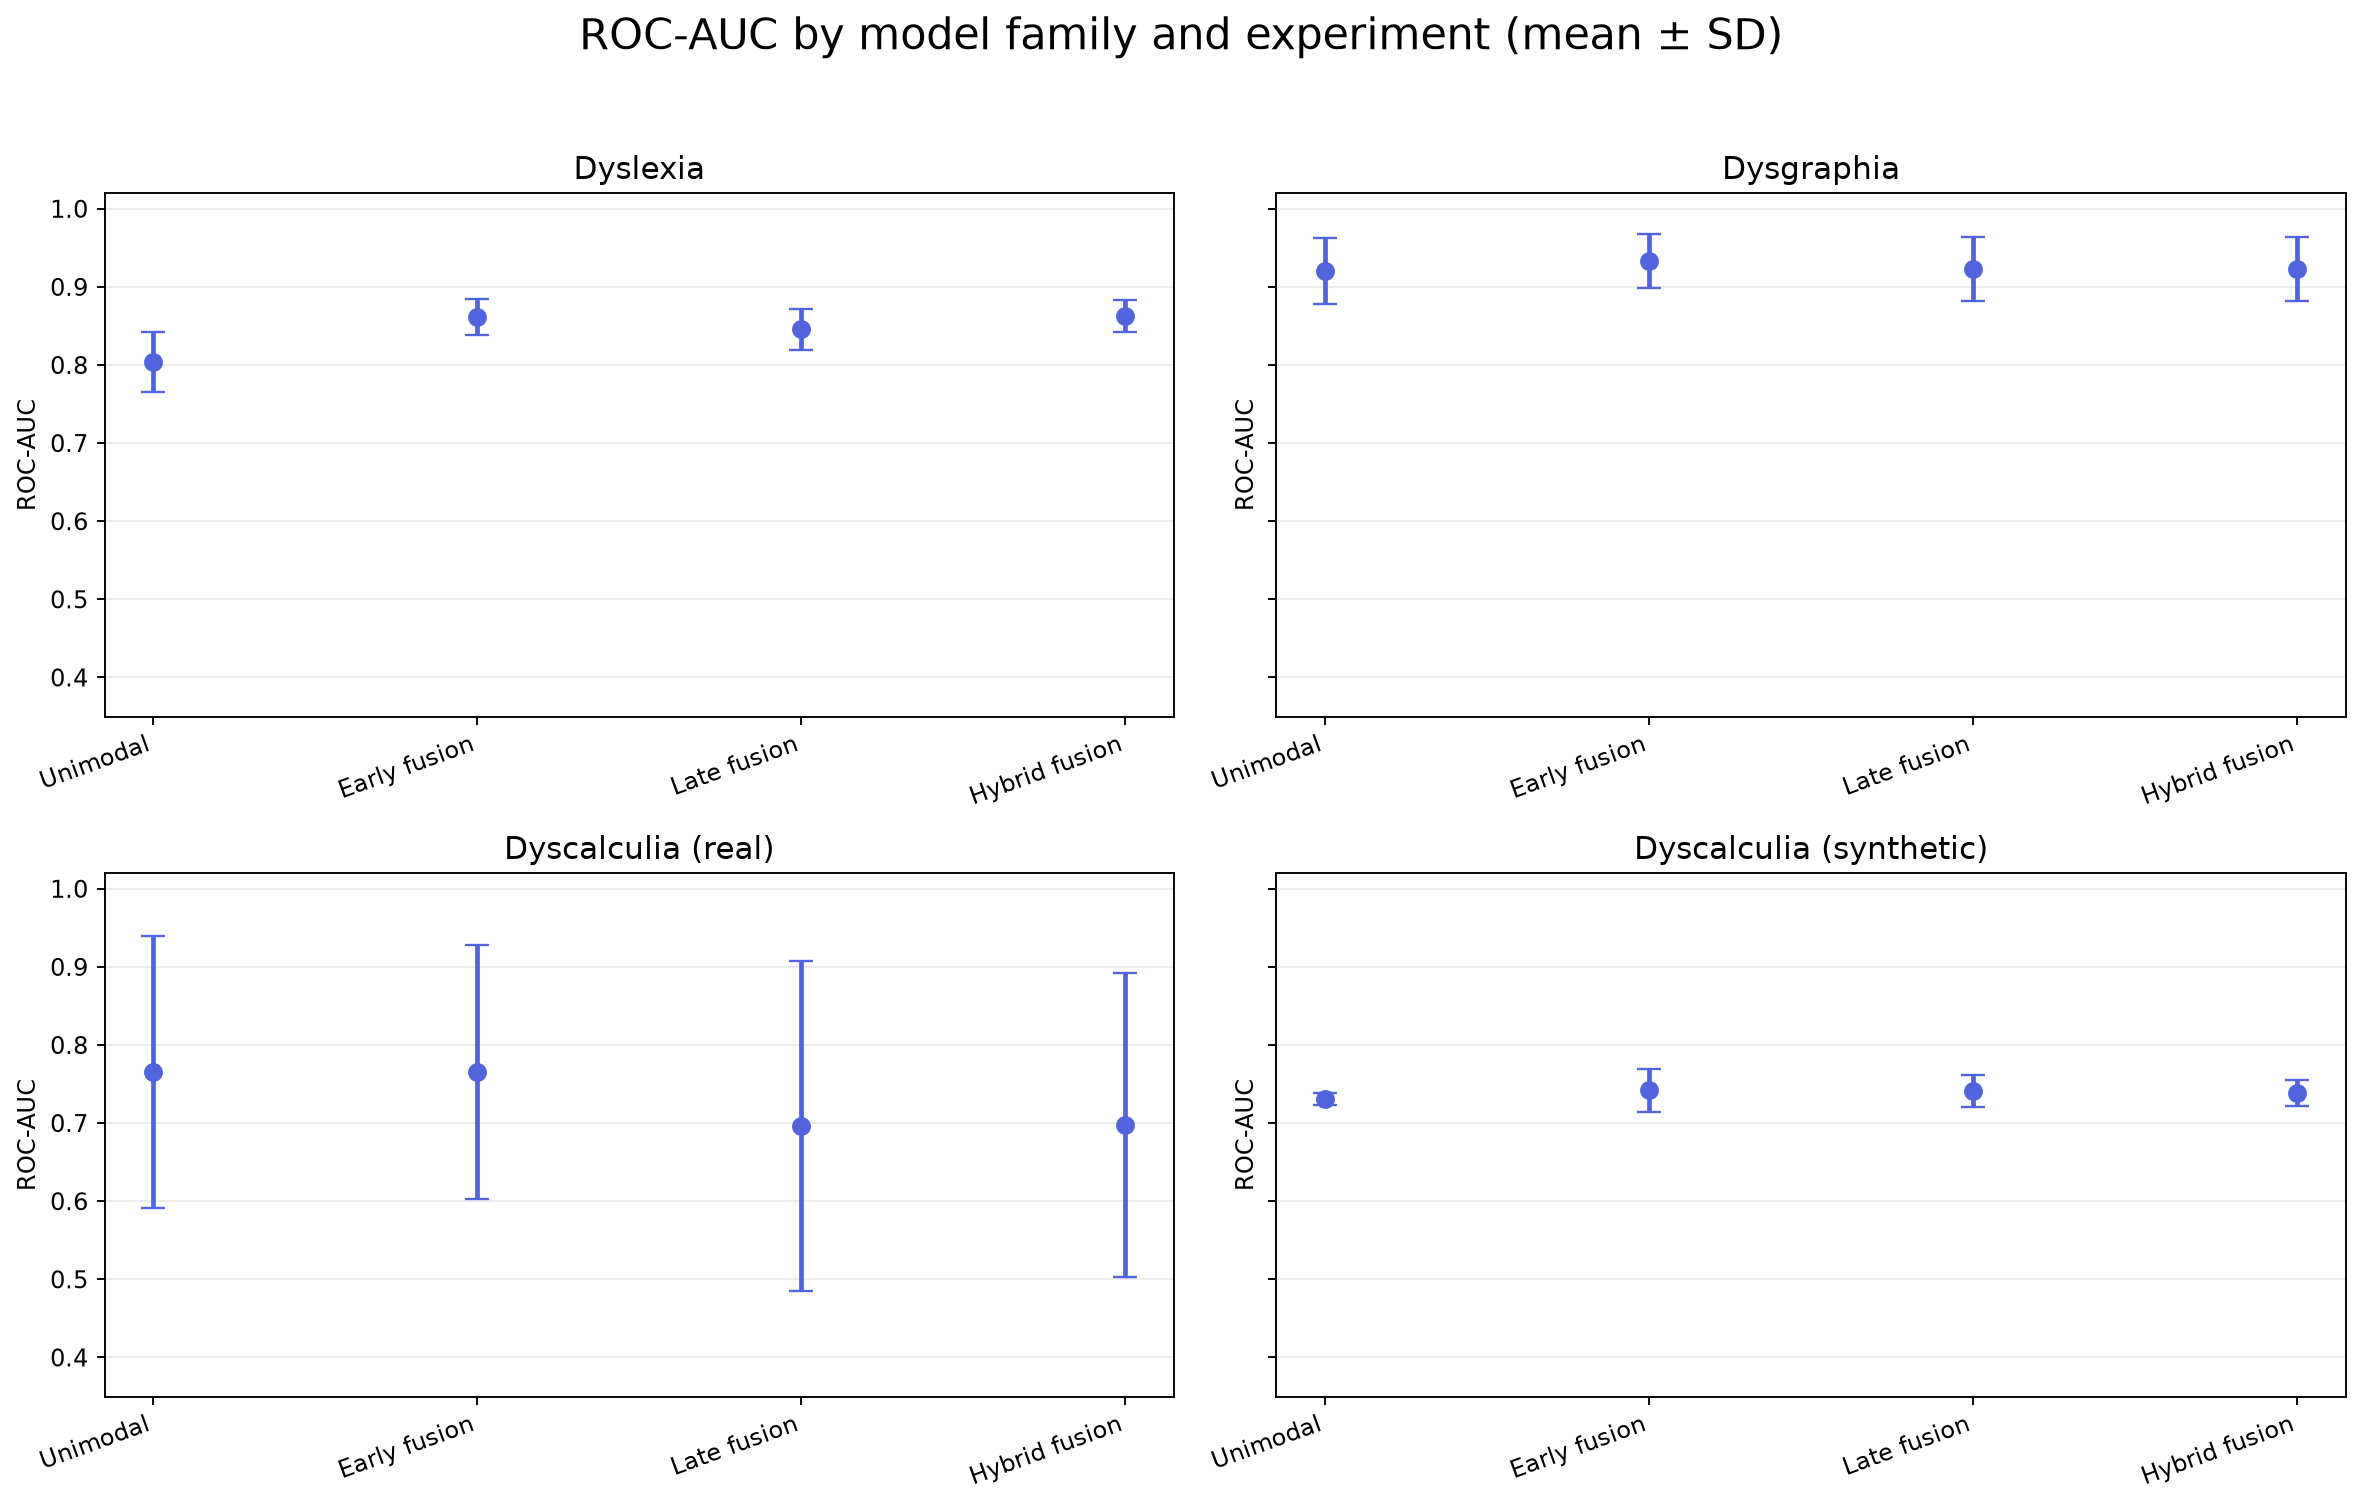 ROC-AUC by model family and experiment (mean ± SD)
Dyslexia
1.0
0.9
0.8
0.7
0.6
0.5
0.4
ROC-AUC
Unimodal
Early fusion
Late fusion
Hybrid fusion
Dysgraphia
ROC-AUC
Unimodal
Early fusion
Late fusion
Hybrid fusion
Dyscalculia (real)
1.0
0.9
0.8
0.7
0.6
0.5
0.4
ROC-AUC
Unimodal
Early fusion
Late fusion
Hybrid fusion
Dyscalculia (synthetic)
ROC-AUC
Unimodal
Early fusion
Late fusion
Hybrid fusion